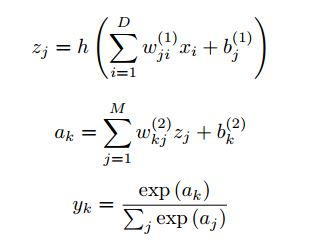 z_j = h \left( \sum_{i=1}^{D} w_{ji}^{(1)} x_i + b_j^{(1)} \right)
a_k = \sum_{j=1}^{M} w_{kj}^{(2)} z_j + b_k^{(2)}
y_k = \frac{\exp(a_k)}{\sum_j \exp(a_j)}